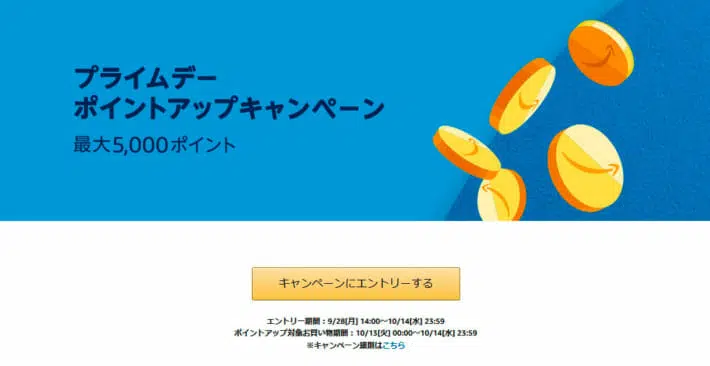 プライムデー
ポイントアップキャンペーン
最大5,000ポイント
キャンペーンにエントリーする
エントリー期間：9/28[月] 14:00～10/14[水] 23:59
ポイントアップ対象お買い物期間：10/13[火] 00:00～10/14[水] 23:59
※キャンペーン詳細はこちら